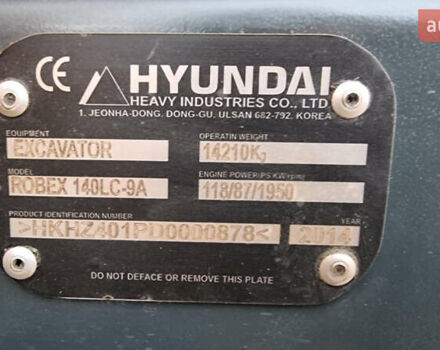 au
CE HYUNDAI
HEAVY INDUSTRIES CO., LTD
1. JEONHA-DONG. DONG-GU. ULSAN 682-792. KOREA
EQUIPMENT OPERATIN WEIGHT
EXCAVATOR 14210Kg
MODEL ENGINE POWER/PS KW rpm
ROBEX 140LC-9A 118/87/1950
PRODUCT IDENTIFICATION NUMBER YEAR
>HKHZ401PD0000878< 2014
DO NOT DEFACE OR REMOVE THIS PLATE